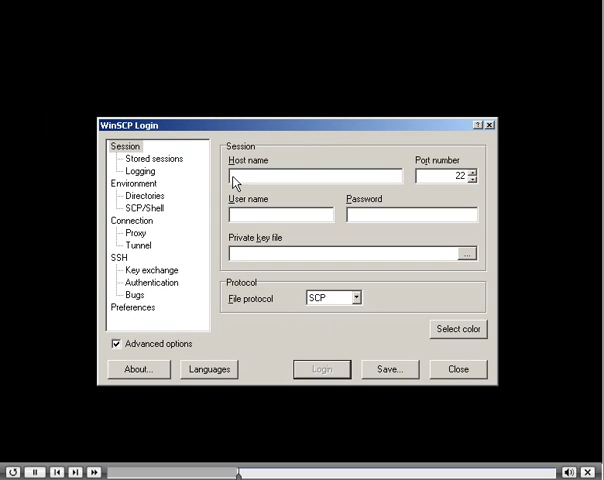 WinSCP Login
Session
Stored sessions
Logging
Environment
Directories
SCP/Shell
Connection
Proxy
Tunnel
SSH
Key exchange
Authentication
Bugs
Preferences
Session
Host name
Port number
22
User name
Password
Private key file
...
Protocol
File protocol
SCP
Select color
Advanced options
About...
Languages
Login
Save...
Close